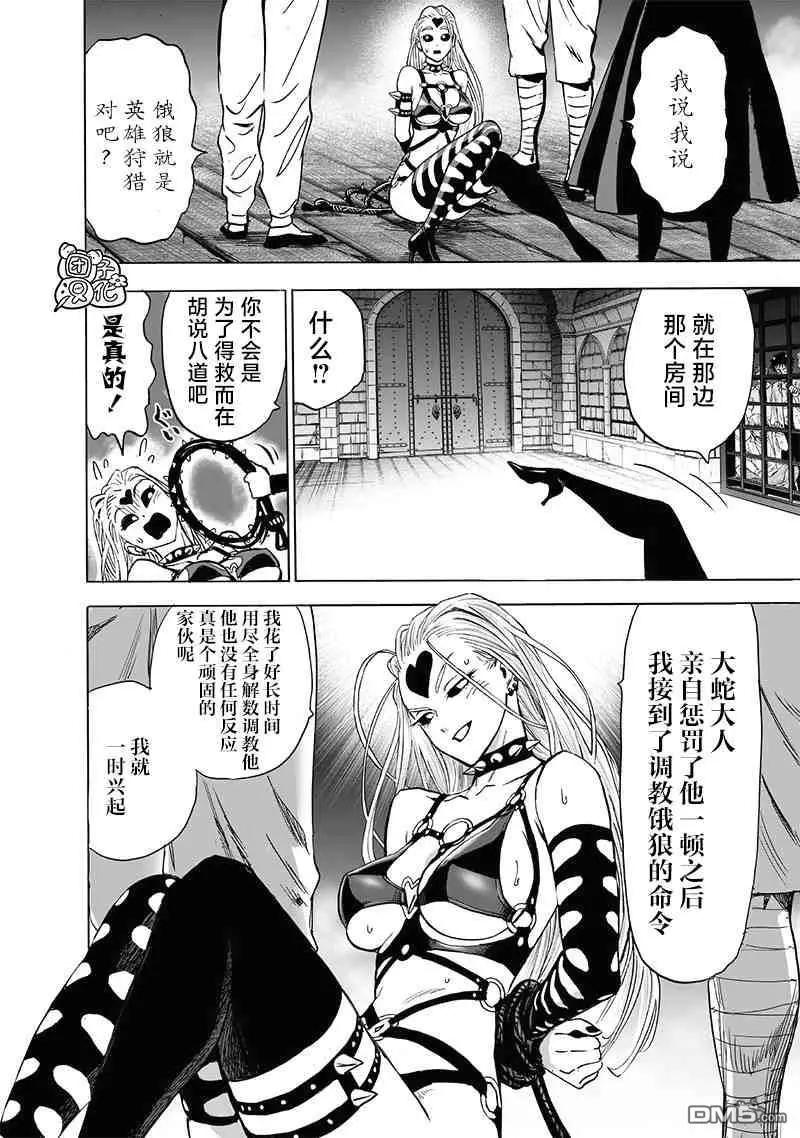 我说我说
饿狼就是
英雄狩猎
对吧？
就在那边
那个房间
什么!?
你不会是
为了得救而在
胡说八道吧
是真的！
团子
汉化
大蛇大人
亲自惩罚了他一顿之后
我接到了调教饿狼的命令
我花了好长时间
用尽全身解数调教他
他也没有任何反应
真是个顽固的
家伙呢
我就
一时兴起
DM5.com